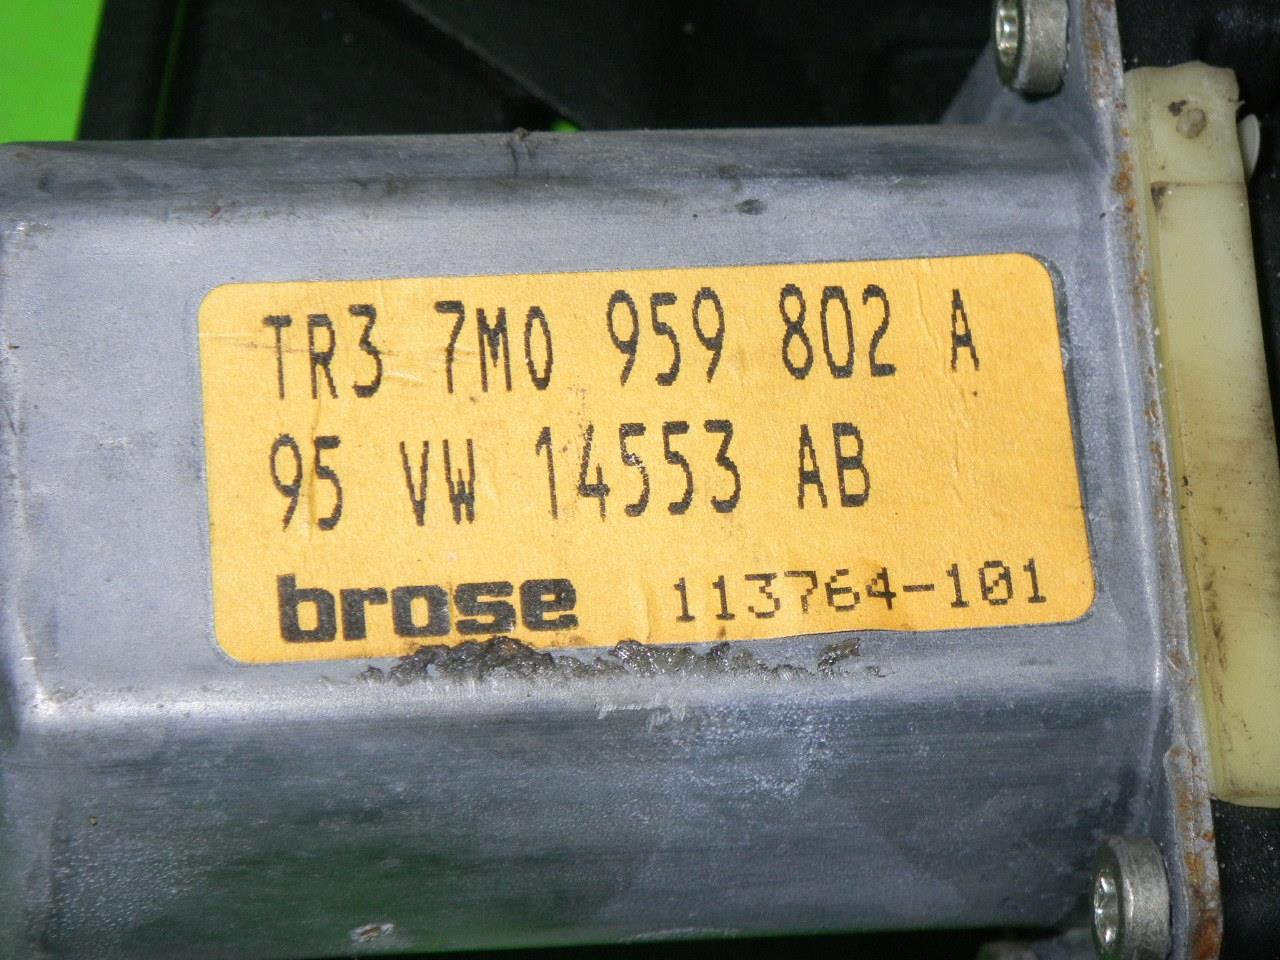 TR3 7M0 959 802 A
95 VW 14553 AB
brose 113764-101